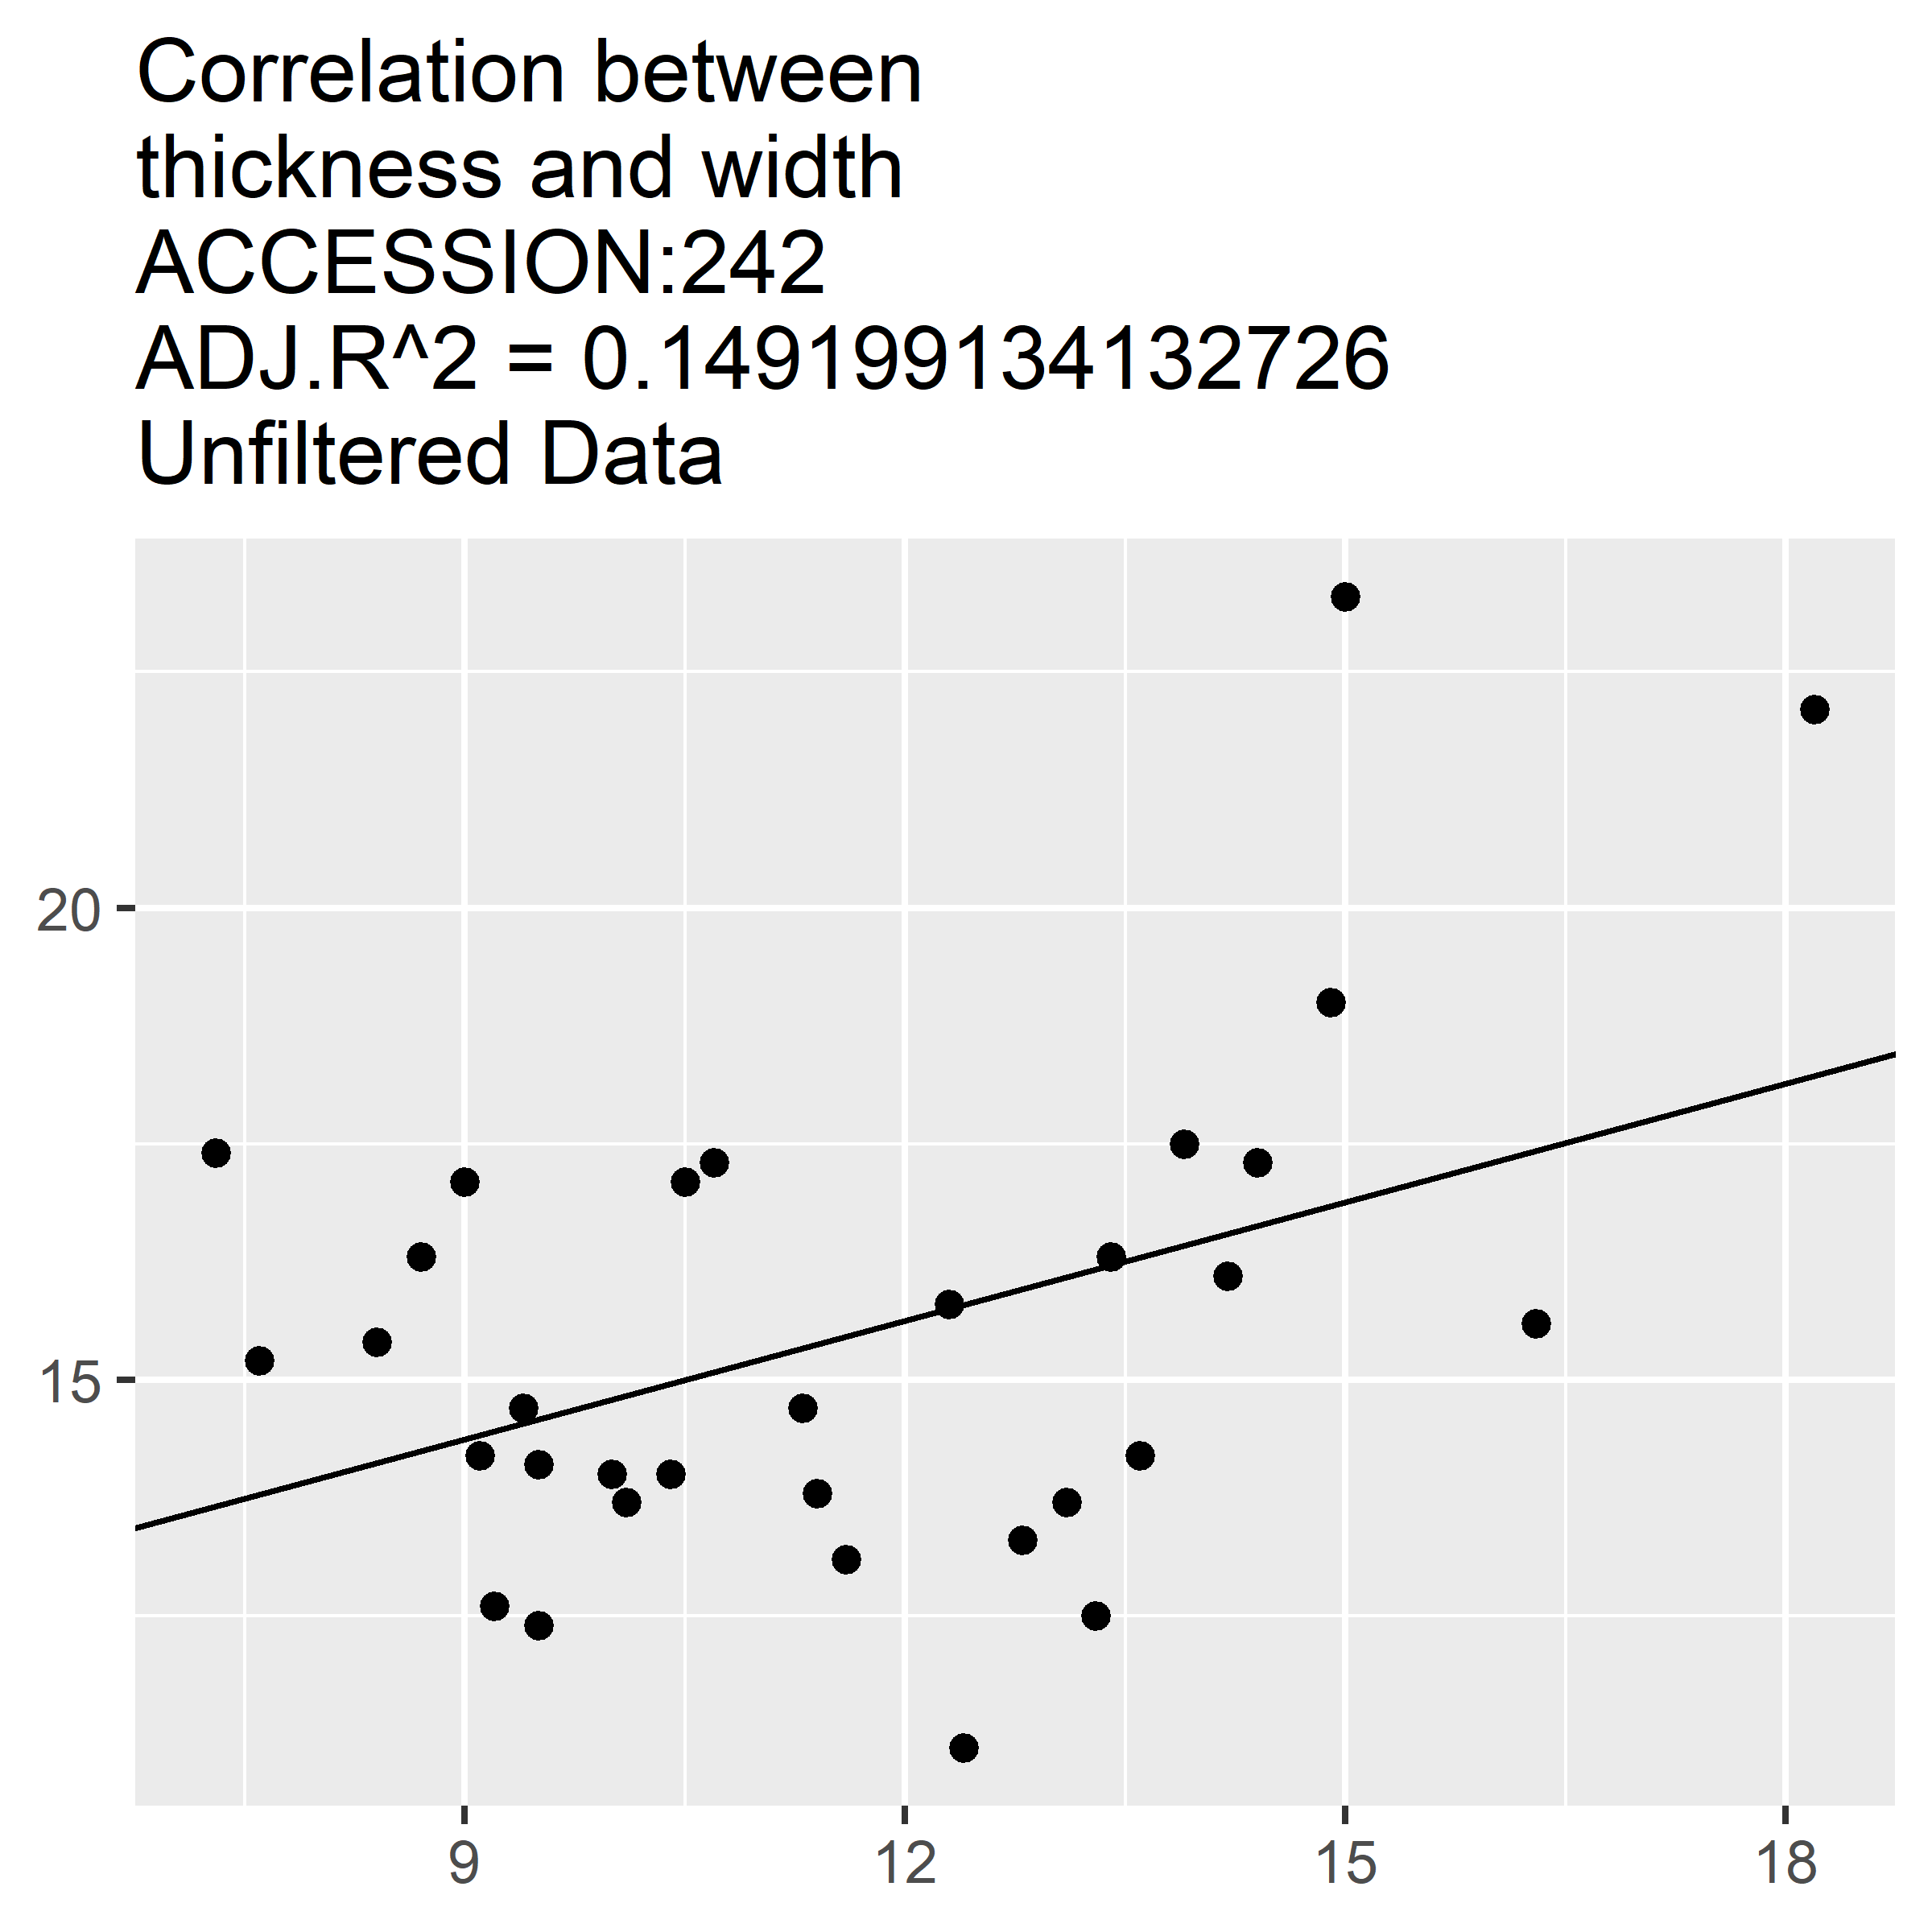 Correlation between
thickness and width
ACCESSION:242
ADJ.R^2 = 0.149199134132726
Unfiltered Data
20
15
9 12 15 18